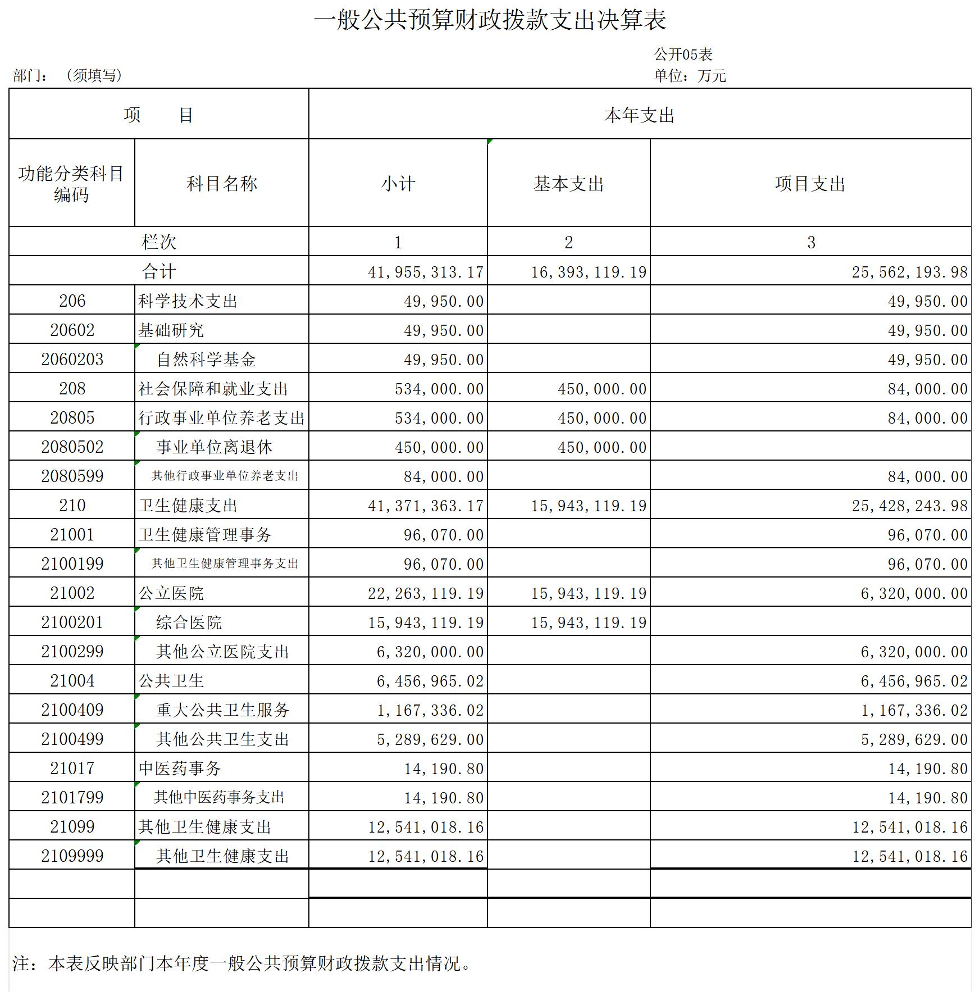 一般公共预算财政拨款支出决算表
公开05表
部门： （须填写） 单位：万元
项 目 本年支出
功能分类科目编码 科目名称 小计 基本支出 项目支出
栏次 1 2 3
合计 41,955,313.17 16,393,119.19 25,562,193.98
206 科学技术支出 49,950.00 49,950.00
20602 基础研究 49,950.00 49,950.00
2060203 自然科学基金 49,950.00 49,950.00
208 社会保障和就业支出 534,000.00 450,000.00 84,000.00
20805 行政事业单位养老支出 534,000.00 450,000.00 84,000.00
2080502 事业单位离退休 450,000.00 450,000.00
2080599 其他行政事业单位养老支出 84,000.00 84,000.00
210 卫生健康支出 41,371,363.17 15,943,119.19 25,428,243.98
21001 卫生健康管理事务 96,070.00 96,070.00
2100199 其他卫生健康管理事务支出 96,070.00 96,070.00
21002 公立医院 22,263,119.19 15,943,119.19 6,320,000.00
2100201 综合医院 15,943,119.19 15,943,119.19
2100299 其他公立医院支出 6,320,000.00 6,320,000.00
21004 公共卫生 6,456,965.02 6,456,965.02
2100409 重大公共卫生服务 1,167,336.02 1,167,336.02
2100499 其他公共卫生支出 5,289,629.00 5,289,629.00
21017 中医药事务 14,190.80 14,190.80
2101799 其他中医药事务支出 14,190.80 14,190.80
21099 其他卫生健康支出 12,541,018.16 12,541,018.16
2109999 其他卫生健康支出 12,541,018.16 12,541,018.16
注：本表反映部门本年度一般公共预算财政拨款支出情况。